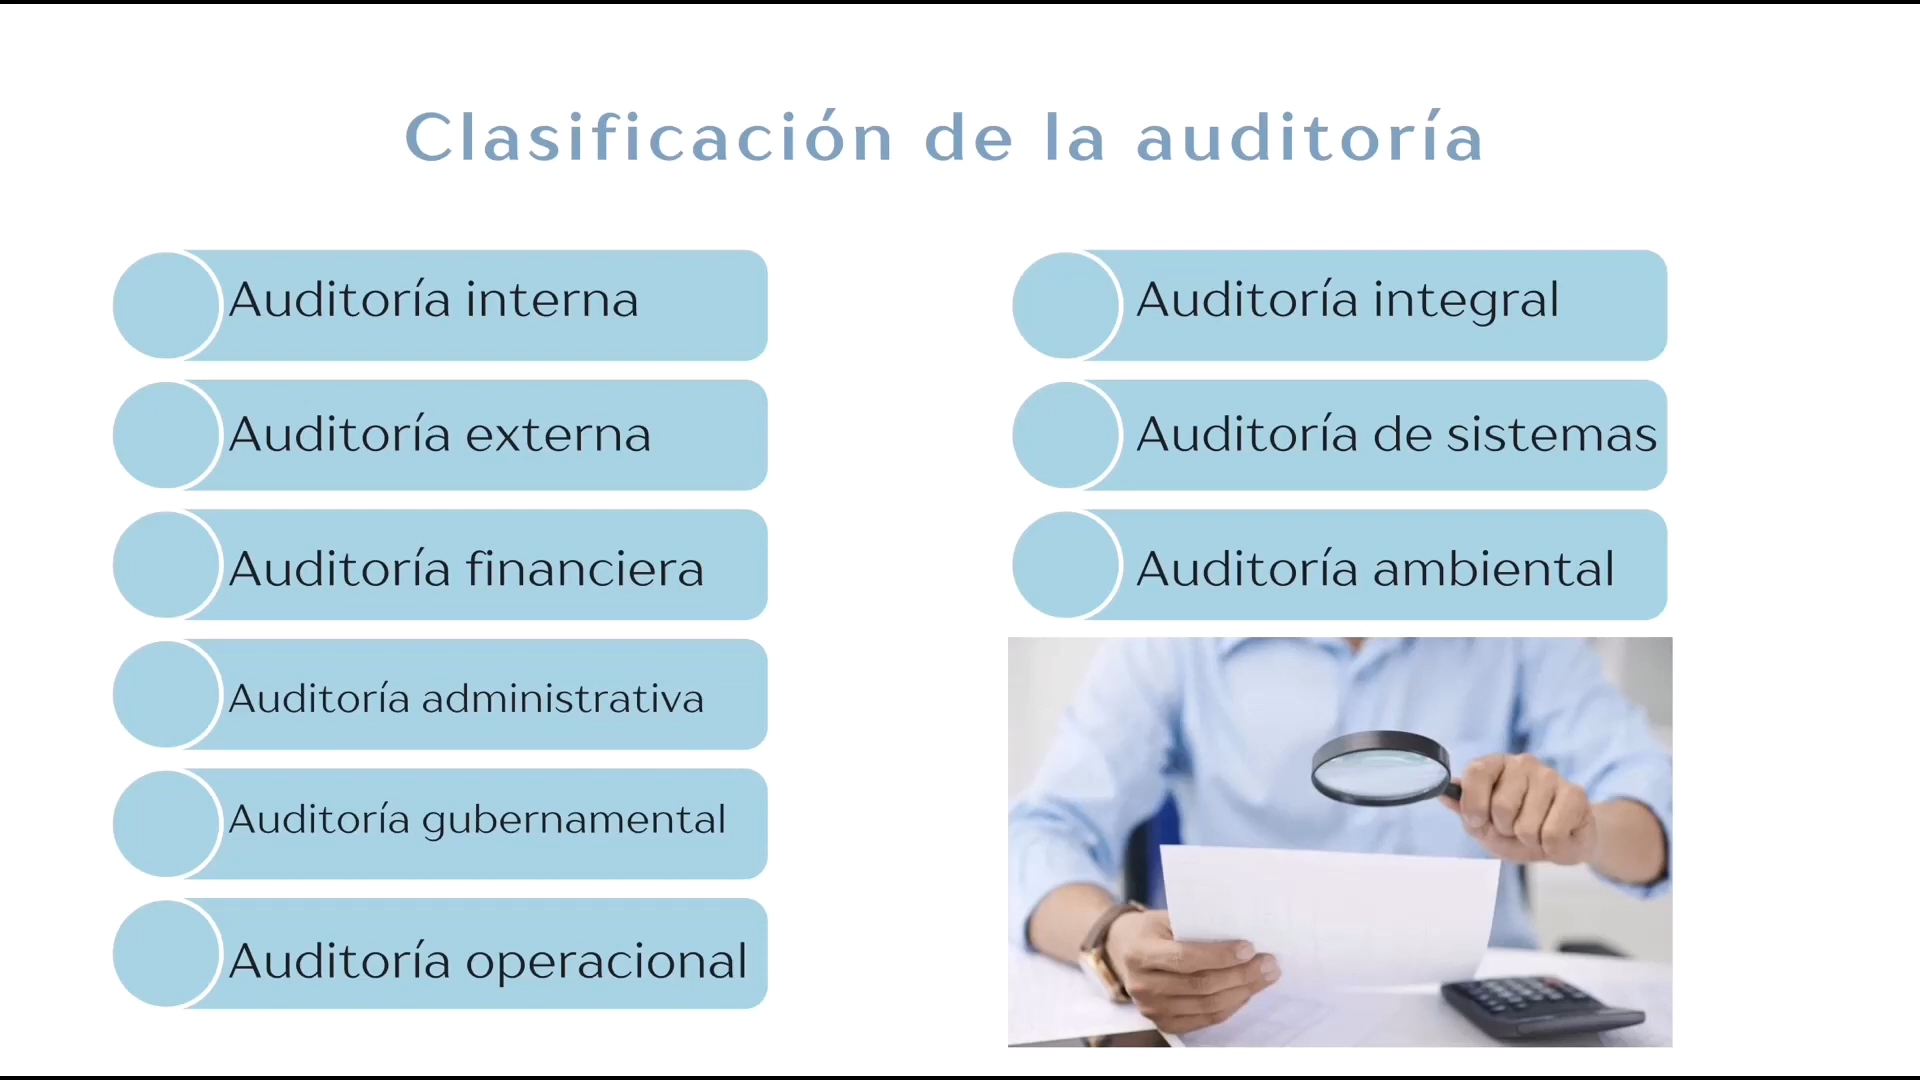 Clasificación de la auditoría
Auditoría interna
Auditoría externa
Auditoría financiera
Auditoría administrativa
Auditoría gubernamental
Auditoría operacional
Auditoría integral
Auditoría de sistemas
Auditoría ambiental